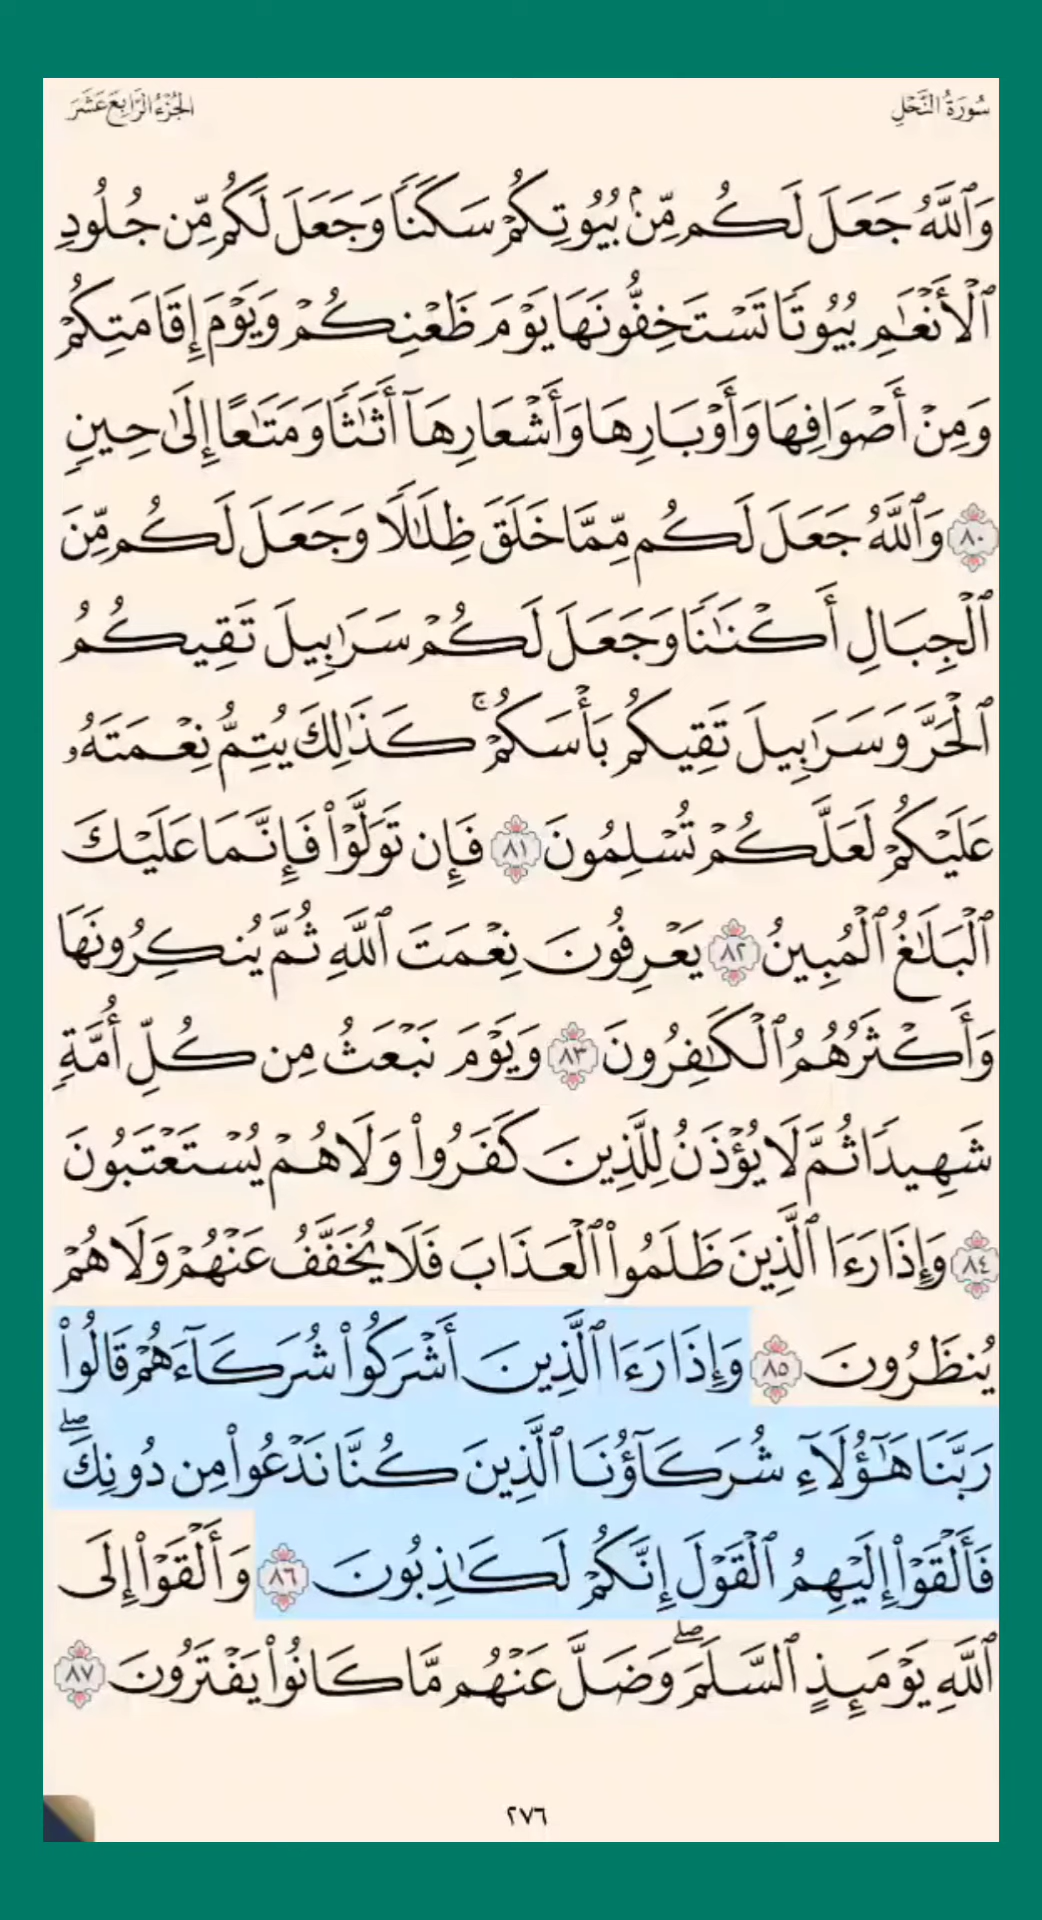 سُورَةُ النَّحْلِ
الجُزْءُ الرَّابِعَ عَشَرَ
وَٱللَّهُ جَعَلَ لَكُم مِّنۢ بُيُوتِكُمْ سَكَنًا وَجَعَلَ لَكُم مِّن جُلُودِ
ٱلْأَنْعَٰمِ بُيُوتًا تَسْتَخِفُّونَهَا يَوْمَ ظَعْنِكُمْ وَيَوْمَ إِقَامَتِكُمْ
وَمِنْ أَصْوَافِهَا وَأَوْبَارِهَا وَأَشْعَارِهَآ أَثَٰثًا وَمَتَٰعًا إِلَىٰ حِينٍ
٨٠ وَٱللَّهُ جَعَلَ لَكُم مِّمَّا خَلَقَ ظِلَٰلًا وَجَعَلَ لَكُم مِّنَ
ٱلْجِبَالِ أَكْنَٰنًا وَجَعَلَ لَكُمْ سَرَٰبِيلَ تَقِيكُمُ
ٱلْحَرَّ وَسَرَٰبِيلَ تَقِيكُم بَأْسَكُمْ ۚ كَذَٰلِكَ يُتِمُّ نِعْمَتَهُۥ
عَلَيْكُمْ لَعَلَّكُمْ تُسْلِمُونَ ٨١ فَإِن تَوَلَّوْا۟ فَإِنَّمَا عَلَيْكَ
ٱلْبَلَٰغُ ٱلْمُبِينُ ٨٢ يَعْرِفُونَ نِعْمَتَ ٱللَّهِ ثُمَّ يُنكِرُونَهَا
وَأَكْثَرُهُمُ ٱلْكَٰفِرُونَ ٨٣ وَيَوْمَ نَبْعَثُ مِن كُلِّ أُمَّةٍ
شَهِيدًا ثُمَّ لَا يُؤْذَنُ لِلَّذِينَ كَفَرُوا۟ وَلَا هُمْ يُسْتَعْتَبُونَ
٨٤ وَإِذَا رَءَا ٱلَّذِينَ ظَلَمُوا۟ ٱلْعَذَابَ فَلَا يُخَفَّفُ عَنْهُمْ وَلَا هُمْ
يُنظَرُونَ ٨٥ وَإِذَا رَءَا ٱلَّذِينَ أَشْرَكُوا۟ شُرَكَآءَهُمْ قَالُوا۟
رَبَّنَا هَٰٓؤُلَآءِ شُرَكَآؤُنَا ٱلَّذِينَ كُنَّا نَدْعُوا۟ مِن دُونِكَ ۖ
فَأَلْقَوْا۟ إِلَيْهِمُ ٱلْقَوْلَ إِنَّكُمْ لَكَٰذِبُونَ ٨٦ وَأَلْقَوْا۟ إِلَى
ٱللَّهِ يَوْمَئِذٍ ٱلسَّلَمَ ۖ وَضَلَّ عَنْهُم مَّا كَانُوا۟ يَفْتَرُونَ ٨٧
٢٧٦